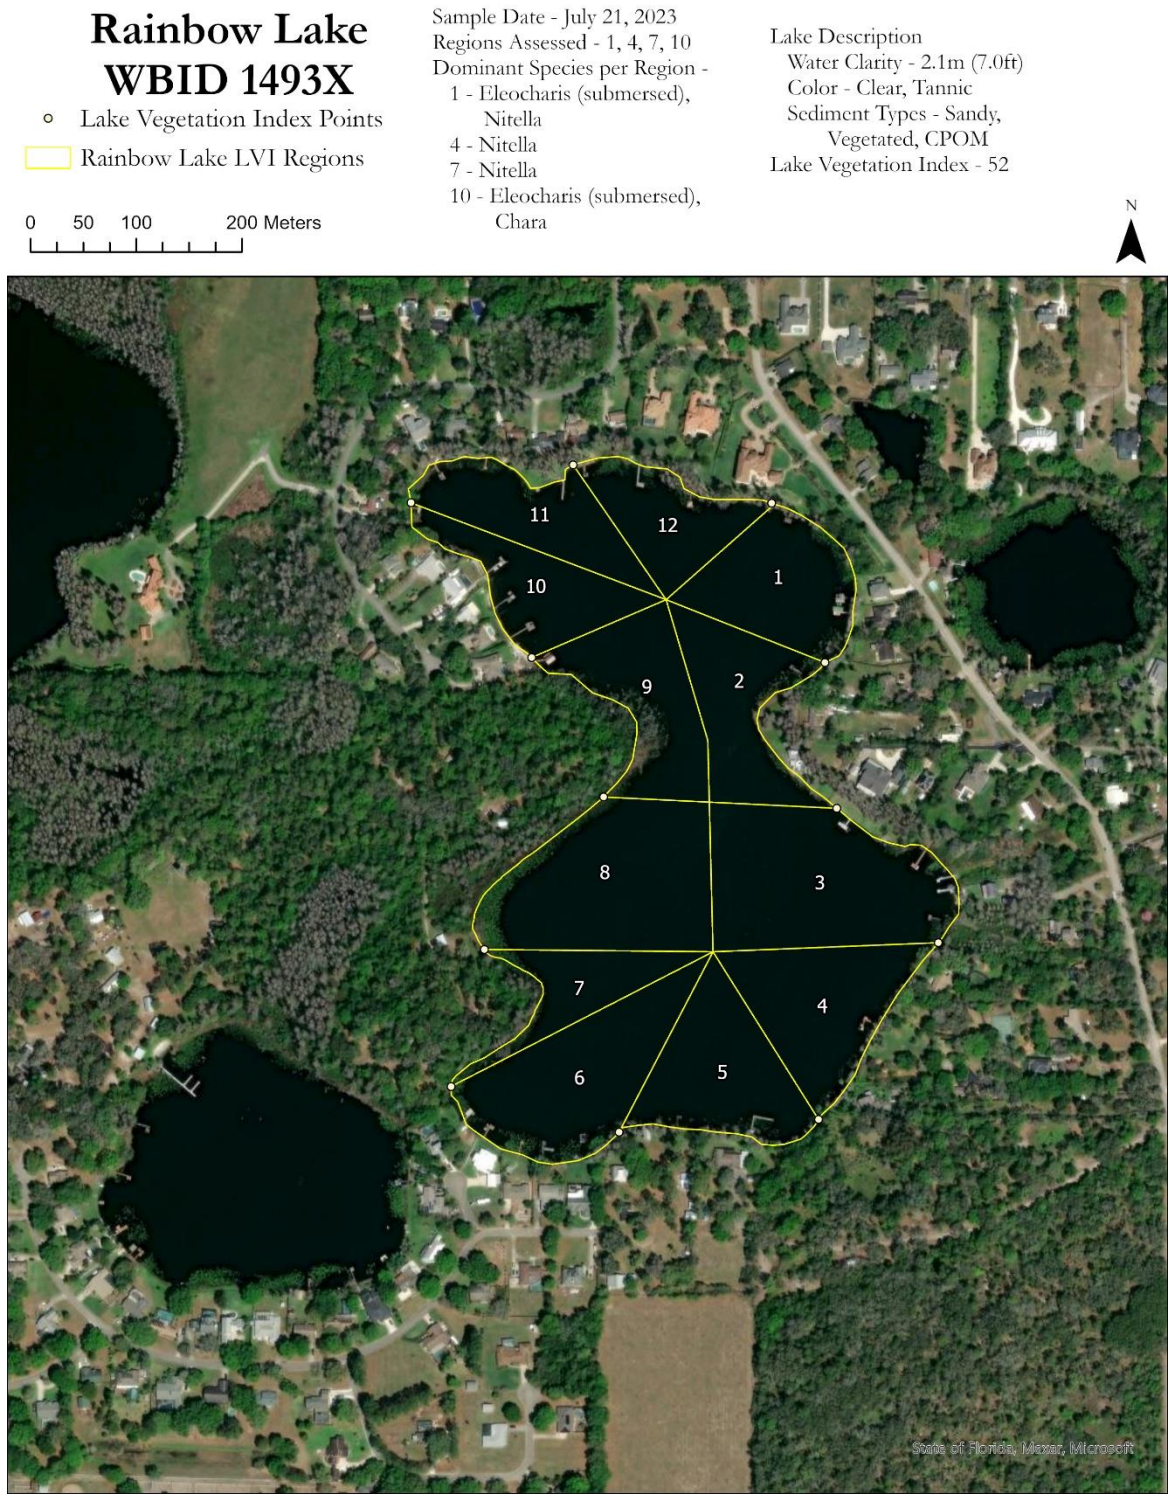 Rainbow Lake
WBID 1493X
Lake Vegetation Index Points
Rainbow Lake LVI Regions
0 50 100 200 Meters
Sample Date - July 21, 2023
Regions Assessed - 1, 4, 7, 10
Dominant Species per Region -
1 - Eleocharis (submersed),
Nitella
4 - Nitella
7 - Nitella
10 - Eleocharis (submersed),
Chara
Lake Description
Water Clarity - 2.1m (7.0ft)
Color - Clear, Tannic
Sediment Types - Sandy,
Vegetated, CPOM
Lake Vegetation Index - 52
N
11
12
1
10
2
9
8
3
7
4
6
5
State of Florida, Maxar, Microsoft